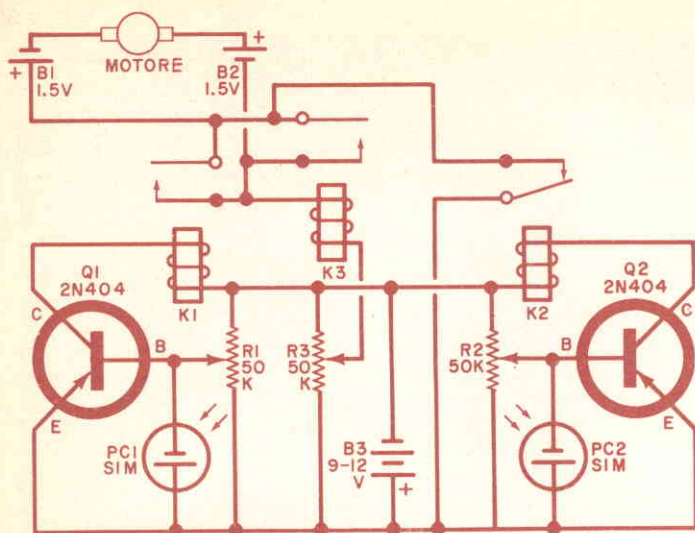 +
B1
1.5V
MOTORE
+
B2
1.5V
K3
Q1
2N404
C
B
E
K1
R1
50
K
R3
50
K
B3
9-12
V
+
R2
50K
K2
Q2
2N404
C
B
E
PC1
SIM
PC2
SIM